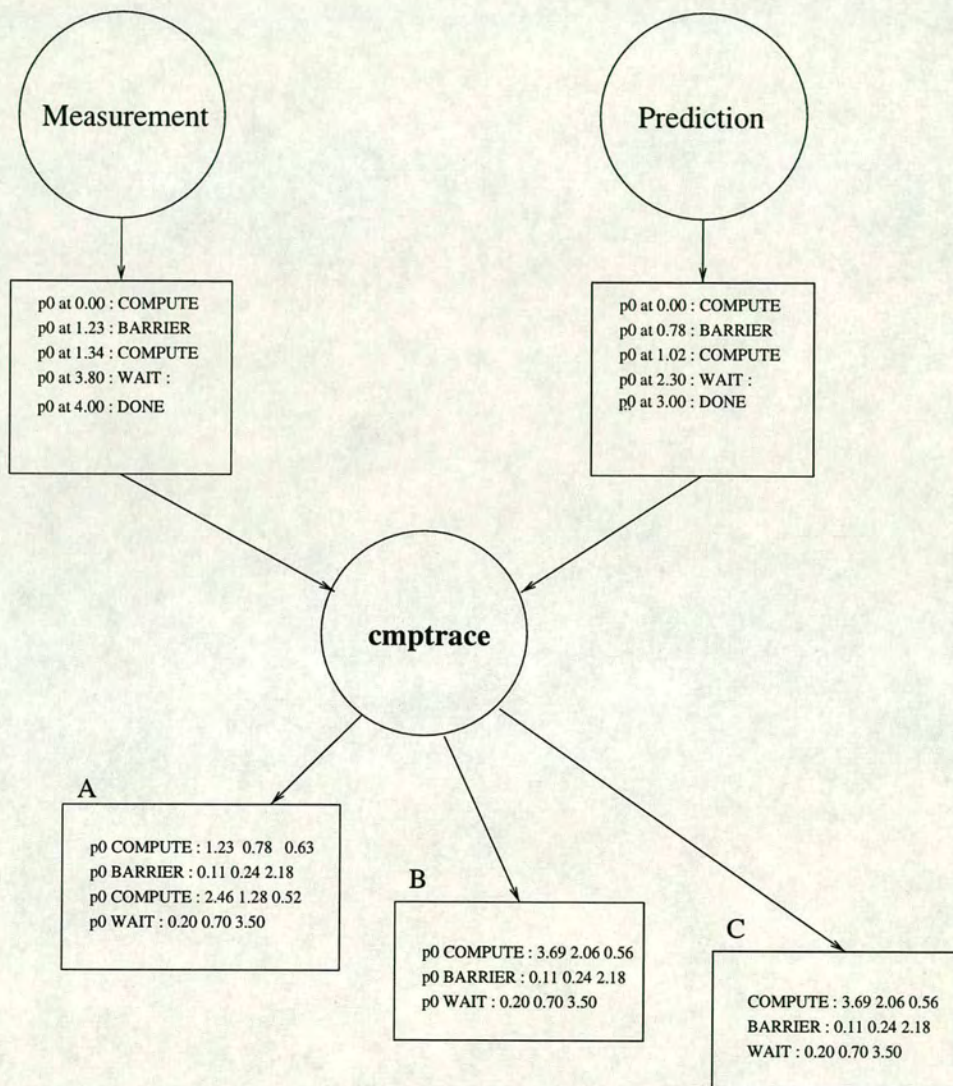 Measurement
Prediction
p0 at 0.00 : COMPUTE
p0 at 1.23 : BARRIER
p0 at 1.34 : COMPUTE
p0 at 3.80 : WAIT :
p0 at 4.00 : DONE
p0 at 0.00 : COMPUTE
p0 at 0.78 : BARRIER
p0 at 1.02 : COMPUTE
p0 at 2.30 : WAIT :
p0 at 3.00 : DONE
cmptrace
A
p0 COMPUTE : 1.23 0.78 0.63
p0 BARRIER : 0.11 0.24 2.18
p0 COMPUTE : 2.46 1.28 0.52
p0 WAIT : 0.20 0.70 3.50
B
p0 COMPUTE : 3.69 2.06 0.56
p0 BARRIER : 0.11 0.24 2.18
p0 WAIT : 0.20 0.70 3.50
C
COMPUTE : 3.69 2.06 0.56
BARRIER : 0.11 0.24 2.18
WAIT : 0.20 0.70 3.50